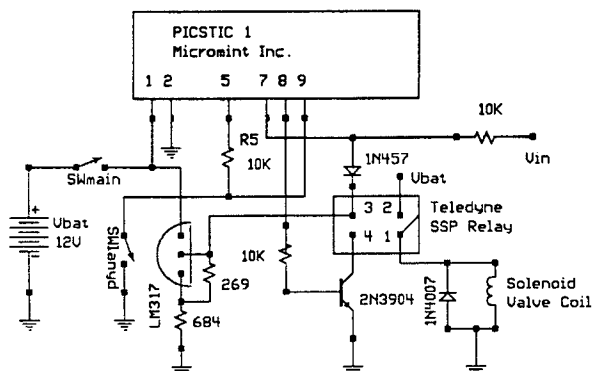 PICSTIC 1
Micromint Inc.
1 2 5 7 8 9
10K
R5
10K
Vin
1N457
SWmain
Vbat
3 2
Teledyne
SSP Relay
+
Vbat
12V
-
4 1
10K
LM317
269
684
2N3904
1N4007
Solenoid
Valve Coil